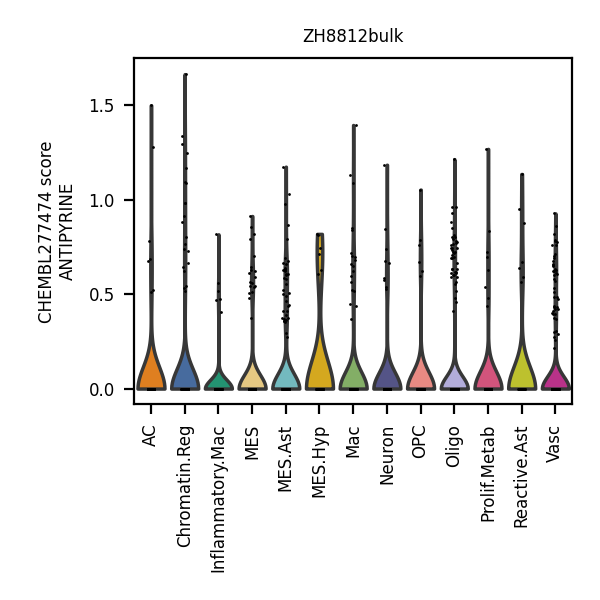 ZH8812bulk
CHEMBL277474 score
ANTIPYRINE
1.5
1.0
0.5
0.0
AC
Chromatin.Reg
Inflammatory.Mac
MES
MES.Ast
MES.Hyp
Mac
Neuron
OPC
Oligo
Prolif.Metab
Reactive.Ast
Vasc